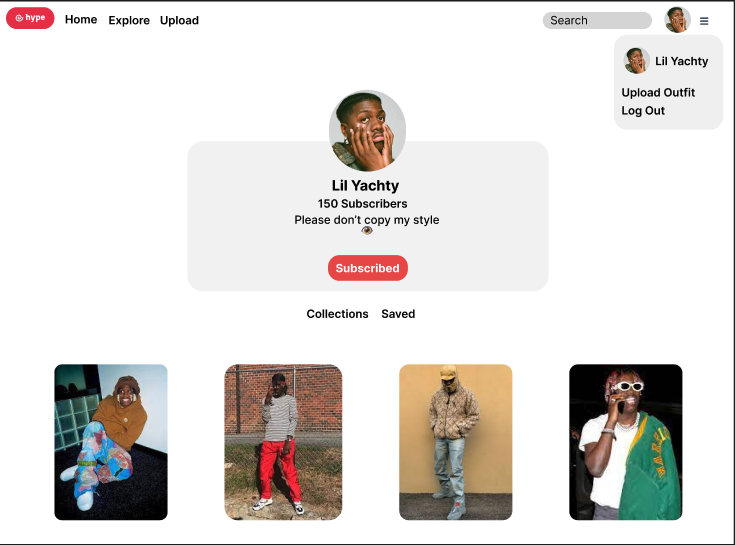 hype
Home
Explore
Upload
Search
Lil Yachty
Upload Outfit
Log Out
Lil Yachty
150 Subscribers
Please don't copy my style
👁️
Subscribed
Collections
Saved